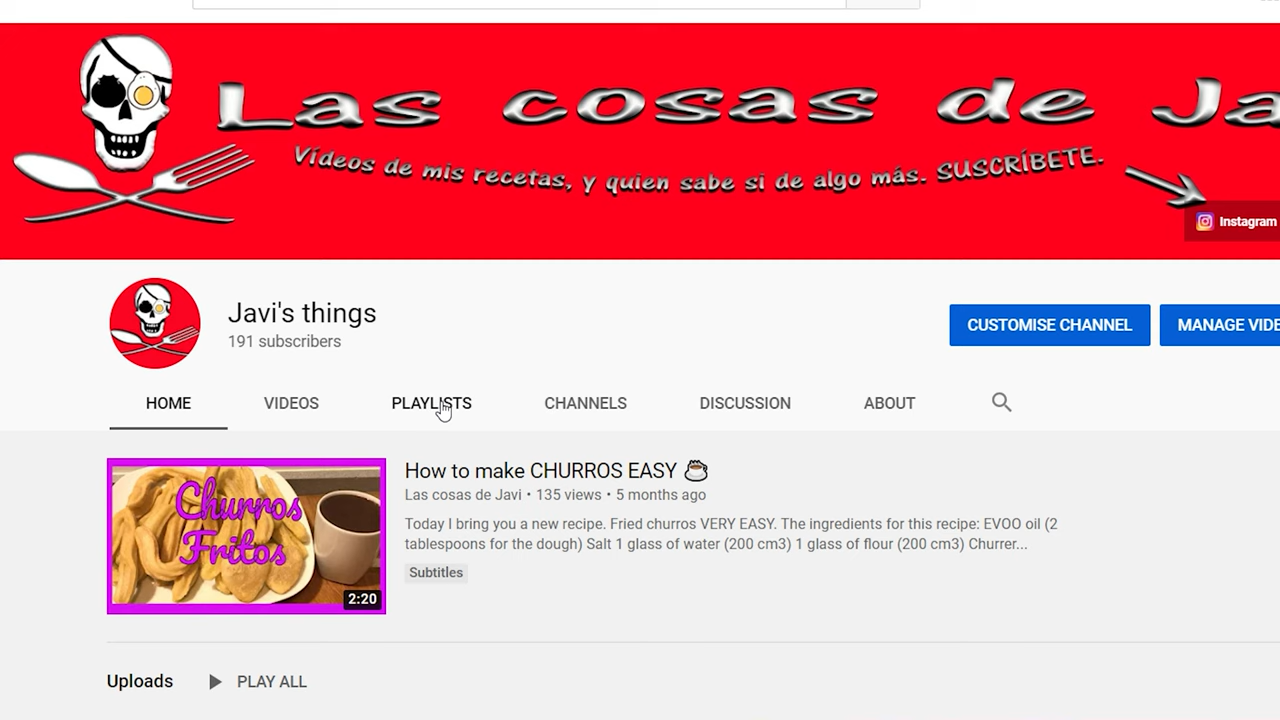 Las cosas de Ja
Vídeos de mis recetas, y quien sabe si de algo más. SUSCRÍBETE.
Instagram
Javi's things
191 subscribers
CUSTOMISE CHANNEL
MANAGE VIDE
HOME VIDEOS PLAYLISTS CHANNELS DISCUSSION ABOUT
How to make CHURROS EASY ☕
Las cosas de Javi • 135 views • 5 months ago
Today I bring you a new recipe. Fried churros VERY EASY. The ingredients for this recipe: EVOO oil (2
tablespoons for the dough) Salt 1 glass of water (200 cm3) 1 glass of flour (200 cm3) Churrer...
Subtitles
Churros
Fritos
2:20
Uploads PLAY ALL